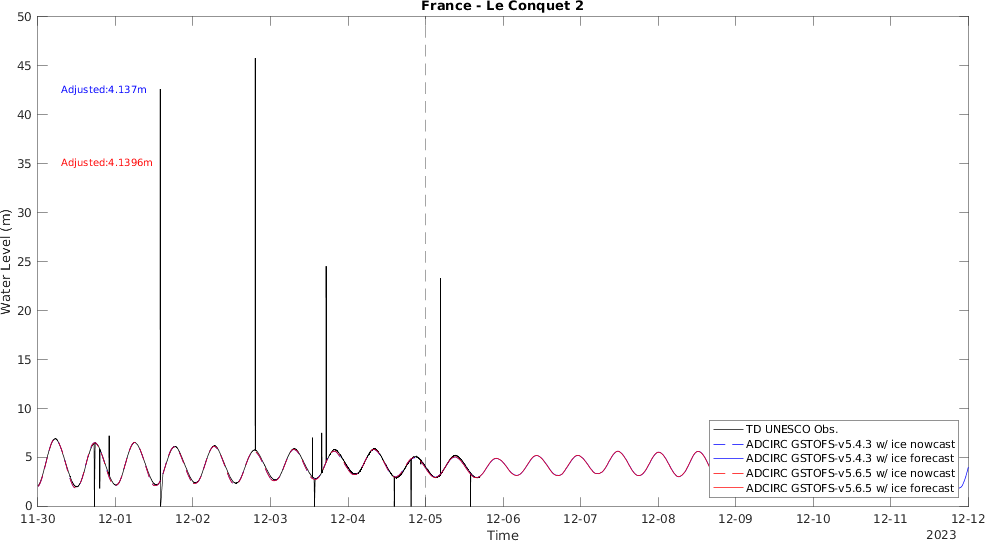 France - Le Conquet 2
50
45
40
35
30
25
20
15
10
5
0
Water Level (m)
Adjusted:4.137m
Adjusted:4.1396m
TD UNESCO Obs.
ADCIRC GSTOFS-v5.4.3 w/ ice nowcast
ADCIRC GSTOFS-v5.4.3 w/ ice forecast
ADCIRC GSTOFS-v5.6.5 w/ ice nowcast
ADCIRC GSTOFS-v5.6.5 w/ ice forecast
11-30 12-01 12-02 12-03 12-04 12-05 12-06 12-07 12-08 12-09 12-10 12-11 12-12
Time
2023